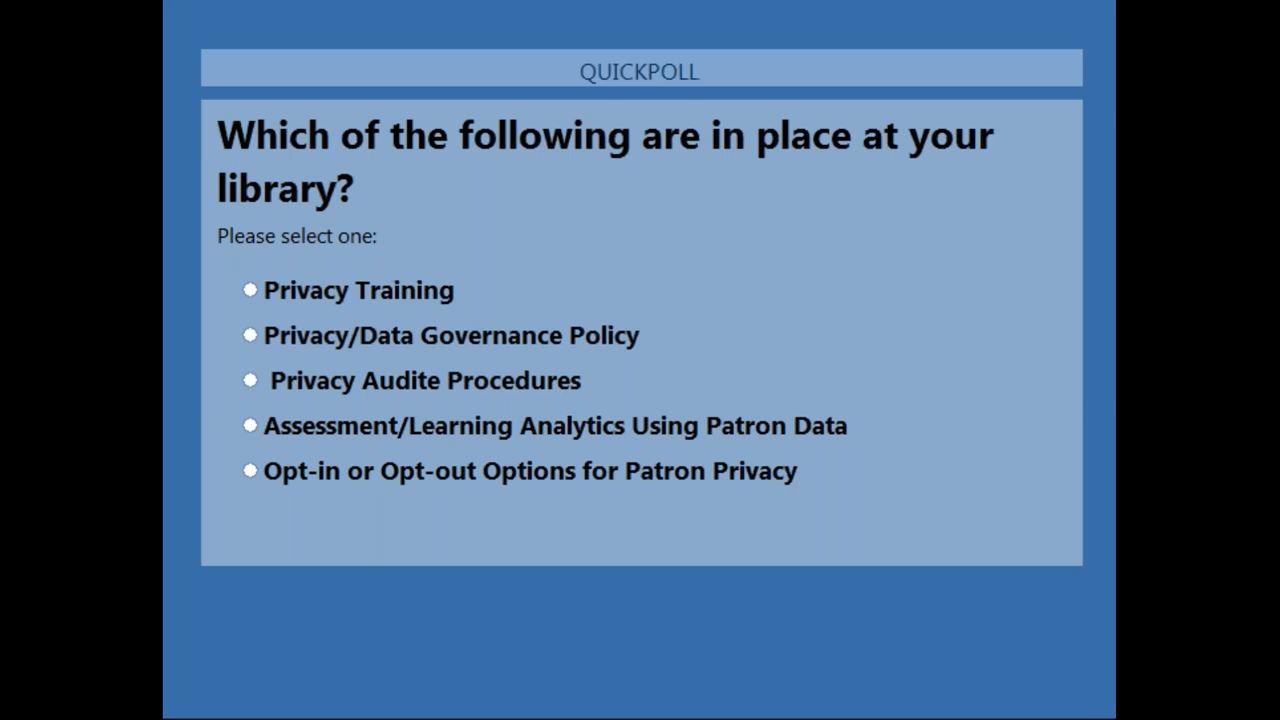 QUICKPOLL
Which of the following are in place at your
library?
Please select one:
Privacy Training
Privacy/Data Governance Policy
Privacy Audite Procedures
Assessment/Learning Analytics Using Patron Data
Opt-in or Opt-out Options for Patron Privacy